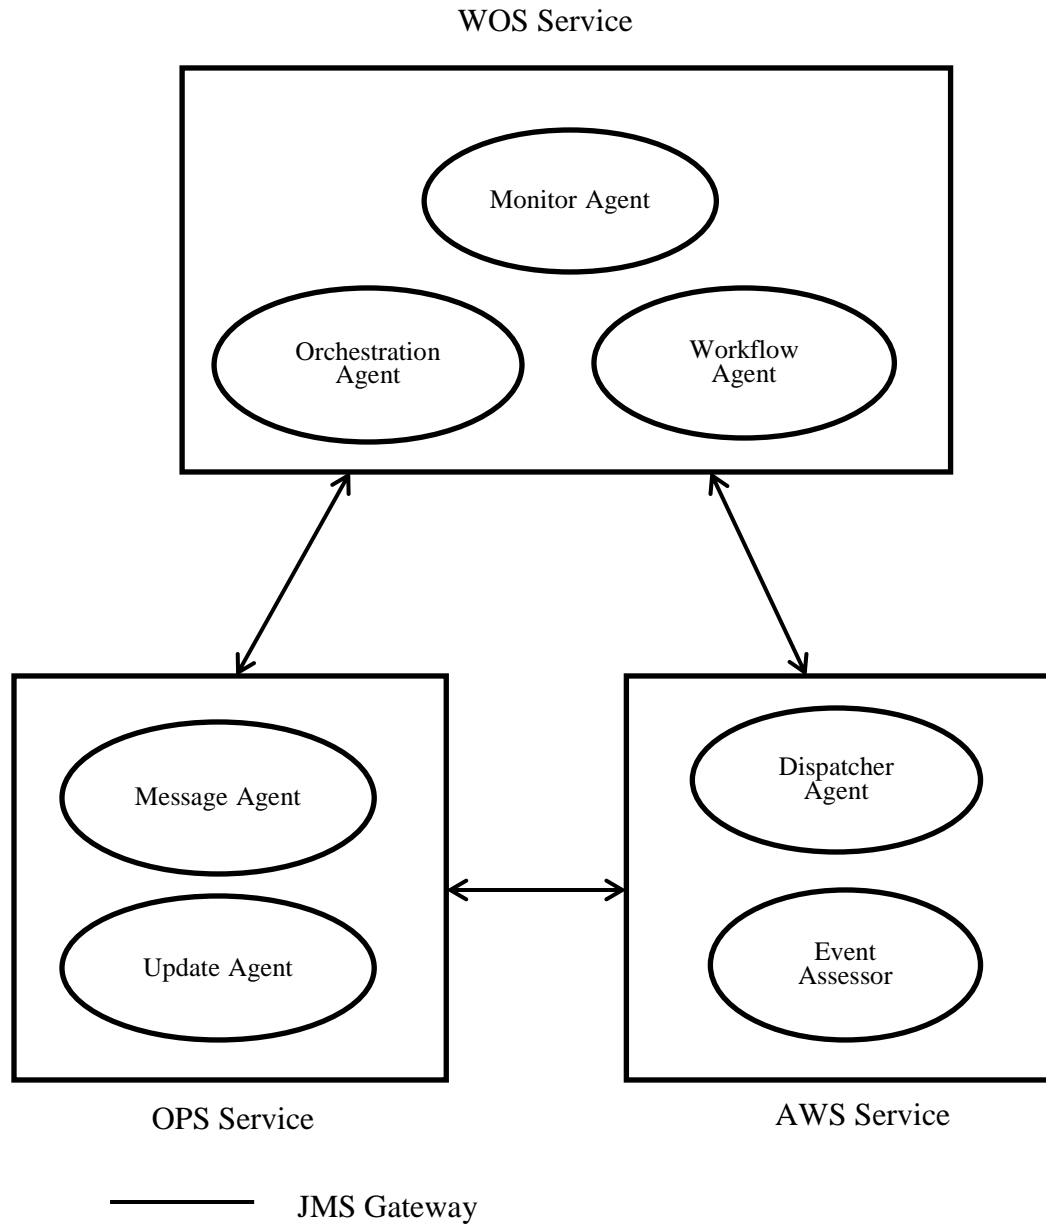 WOS Service
Monitor Agent
Orchestration
Agent
Workflow
Agent
Message Agent
Update Agent
Dispatcher
Agent
Event
Assessor
OPS Service
AWS Service
JMS Gateway